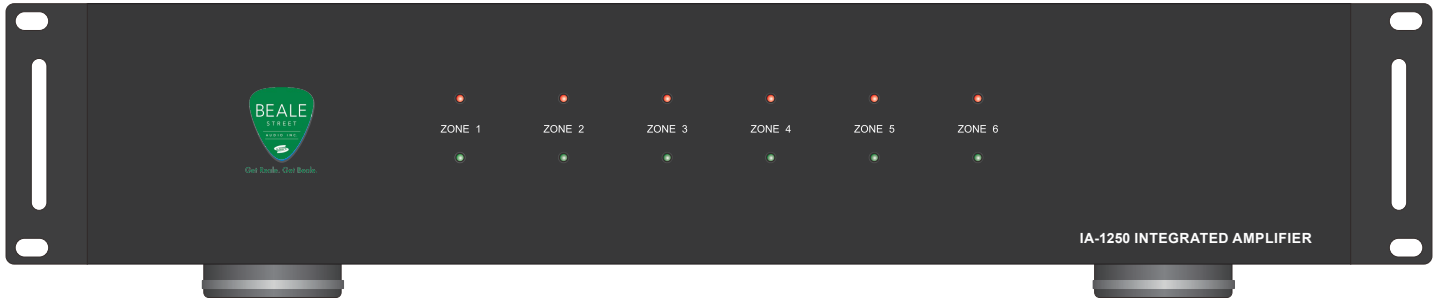 BEALE
STREET
AUDIO INC.
Get Reale. Get Beale.
ZONE 1 ZONE 2 ZONE 3 ZONE 4 ZONE 5 ZONE 6
IA-1250 INTEGRATED AMPLIFIER